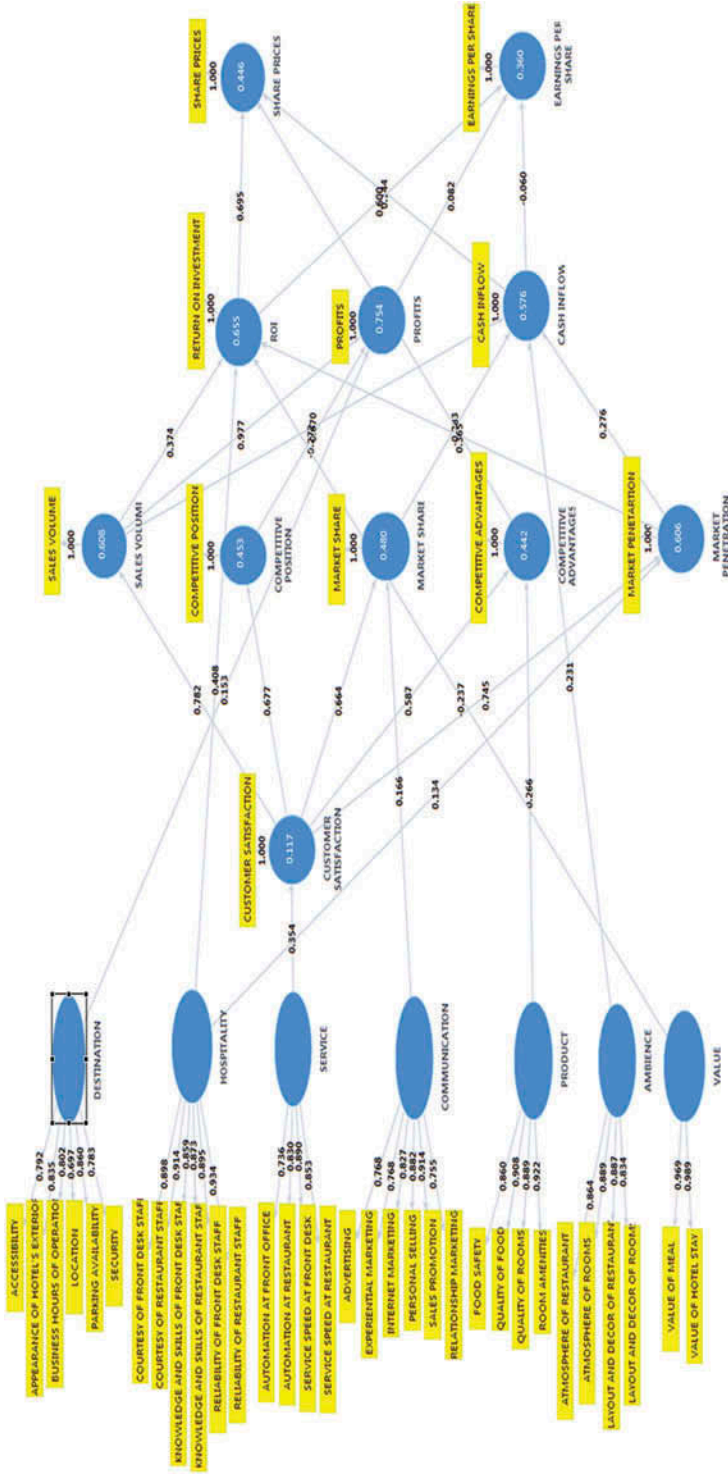 ACCESSIBILITY
APPEARANCE OF HOTEL'S EXTERIOR
BUSINESS HOURS OF OPERATION
LOCATION
PARKING AVAILABILITY
SECURITY
0.792
0.835
0.802
0.697
0.860
0.783
DESTINATION
COURTESY OF FRONT DESK STAFF
COURTESY OF RESTAURANT STAFF
KNOWLEDGE AND SKILLS OF FRONT DESK STAF
KNOWLEDGE AND SKILLS OF RESTAURANT STAF
RELIABILITY OF FRONT DESK STAFF
RELIABILITY OF RESTAURANT STAFF
0.898
0.914
0.859
0.873
0.895
0.934
HOSPITALITY
AUTOMATION AT FRONT OFFICE
AUTOMATION AT RESTAURANT
SERVICE SPEED AT FRONT DESK
SERVICE SPEED AT RESTAURANT
0.736
0.830
0.890
0.853
SERVICE
ADVERTISING
EXPERIENTIAL MARKETING
INTERNET MARKETING
PERSONAL SELLING
SALES PROMOTION
RELATIONSHIP MARKETING
0.768
0.768
0.827
0.882
0.914
0.755
COMMUNICATION
FOOD SAFETY
QUALITY OF FOOD
QUALITY OF ROOMS
ROOM AMENITIES
0.860
0.908
0.889
0.922
PRODUCT
ATMOSPHERE OF RESTAURANT
ATMOSPHERE OF ROOMS
LAYOUT AND DECOR OF RESTAURANT
LAYOUT AND DECOR OF ROOMS
0.864
0.889
0.887
0.834
AMBIENCE
VALUE OF MEAL
VALUE OF HOTEL STAY
0.969
0.989
VALUE
0.354
CUSTOMER SATISFACTION
1.000
0.117
CUSTOMER
SATISFACTION
0.782
0.408
0.153
0.677
0.664
0.587
0.166
-0.237
0.745
0.134
0.266
0.231
SALES VOLUME
1.000
0.608
SALES VOLUMI
COMPETITIVE POSITION
1.000
0.453
COMPETITIVE
POSITION
MARKET SHARE
1.000
0.480
MARKET SHARE
COMPETITIVE ADVANTAGES
1.000
0.442
COMPETITIVE
ADVANTAGES
MARKET PENETARTION
1.000
0.606
MARKET
PENETRATION
0.374
0.977
0.365
0.276
RETURN ON INVESTMENT
1.000
0.655
ROI
PROFITS
1.000
0.754
PROFITS
CASH INFLOW
1.000
0.576
CASH INFLOW
0.695
0.600
0.082
-0.060
SHARE PRICES
1.000
0.446
SHARE PRICES
EARNINGS PER SHARE
1.000
0.360
EARNINGS PER
SHARE